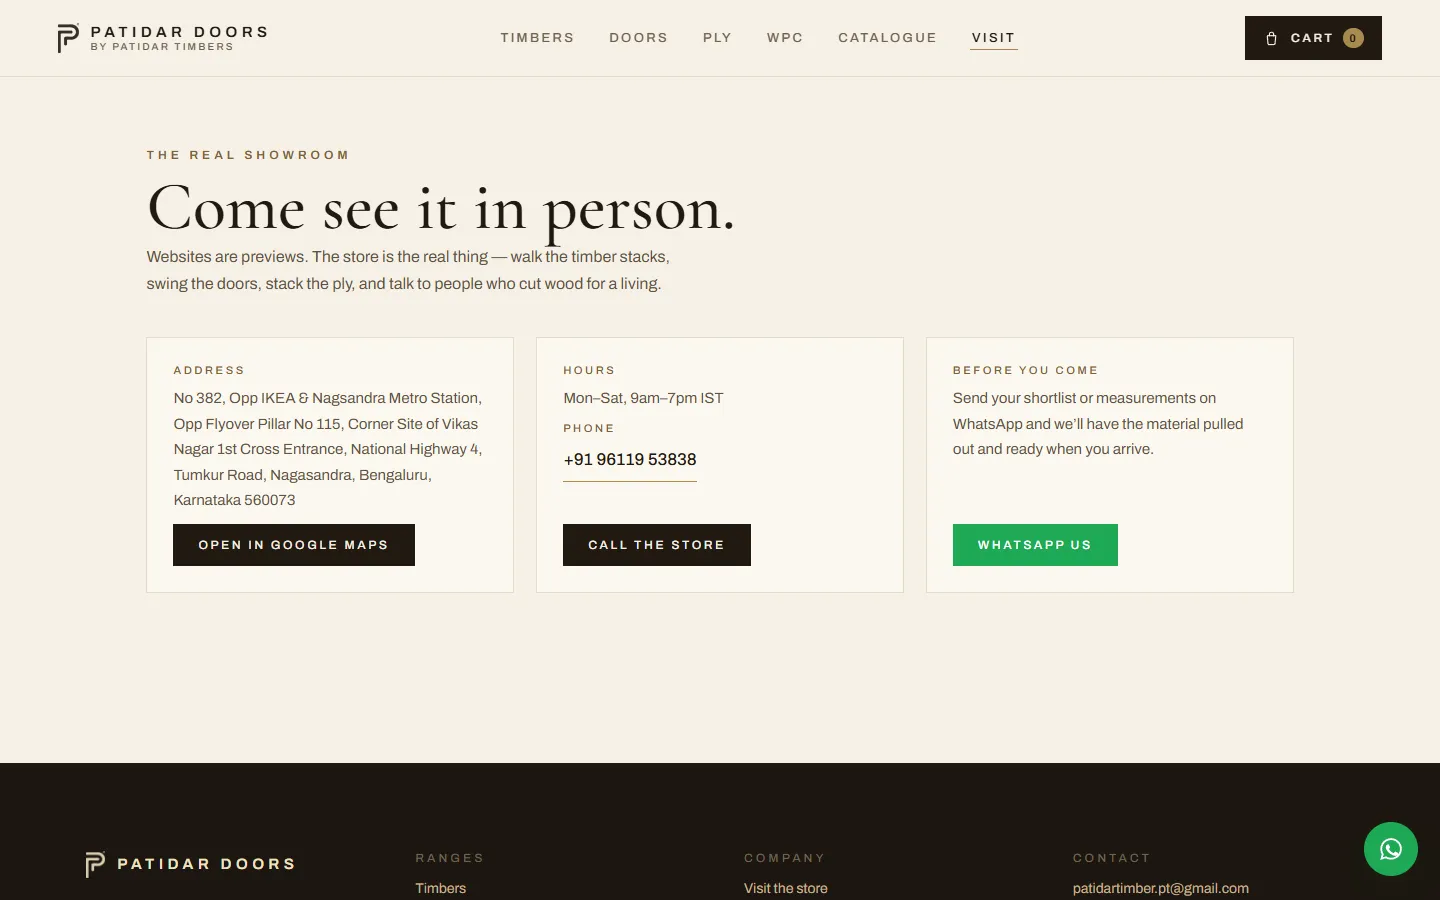 PATIDAR DOORS
BY PATIDAR TIMBERS
TIMBERS
DOORS
PLY
WPC
CATALOGUE
VISIT
CART 0
THE REAL SHOWROOM
Come see it in person.
Websites are previews. The store is the real thing — walk the timber stacks,
swing the doors, stack the ply, and talk to people who cut wood for a living.
ADDRESS
No 382, Opp IKEA & Nagsandra Metro Station,
Opp Flyover Pillar No 115, Corner Site of Vikas
Nagar 1st Cross Entrance, National Highway 4,
Tumkur Road, Nagasandra, Bengaluru,
Karnataka 560073
OPEN IN GOOGLE MAPS
HOURS
Mon–Sat, 9am–7pm IST
PHONE
+91 96119 53838
CALL THE STORE
BEFORE YOU COME
Send your shortlist or measurements on
WhatsApp and we’ll have the material pulled
out and ready when you arrive.
WHATSAPP US
PATIDAR DOORS
RANGES
Timbers
COMPANY
Visit the store
CONTACT
patidartimber.pt@gmail.com